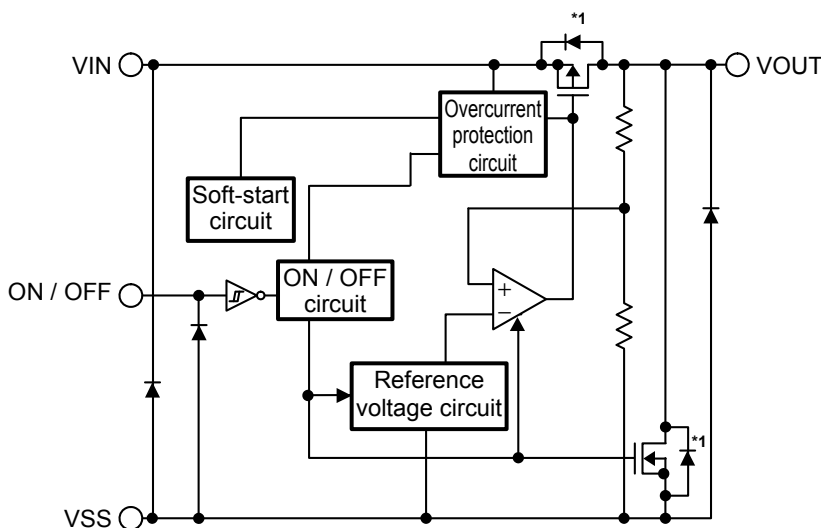 *1
VIN
VOUT
Overcurrent
protection
circuit
Soft-start
circuit
ON / OFF
ON / OFF
circuit
+
−
Reference
voltage circuit
*1
VSS